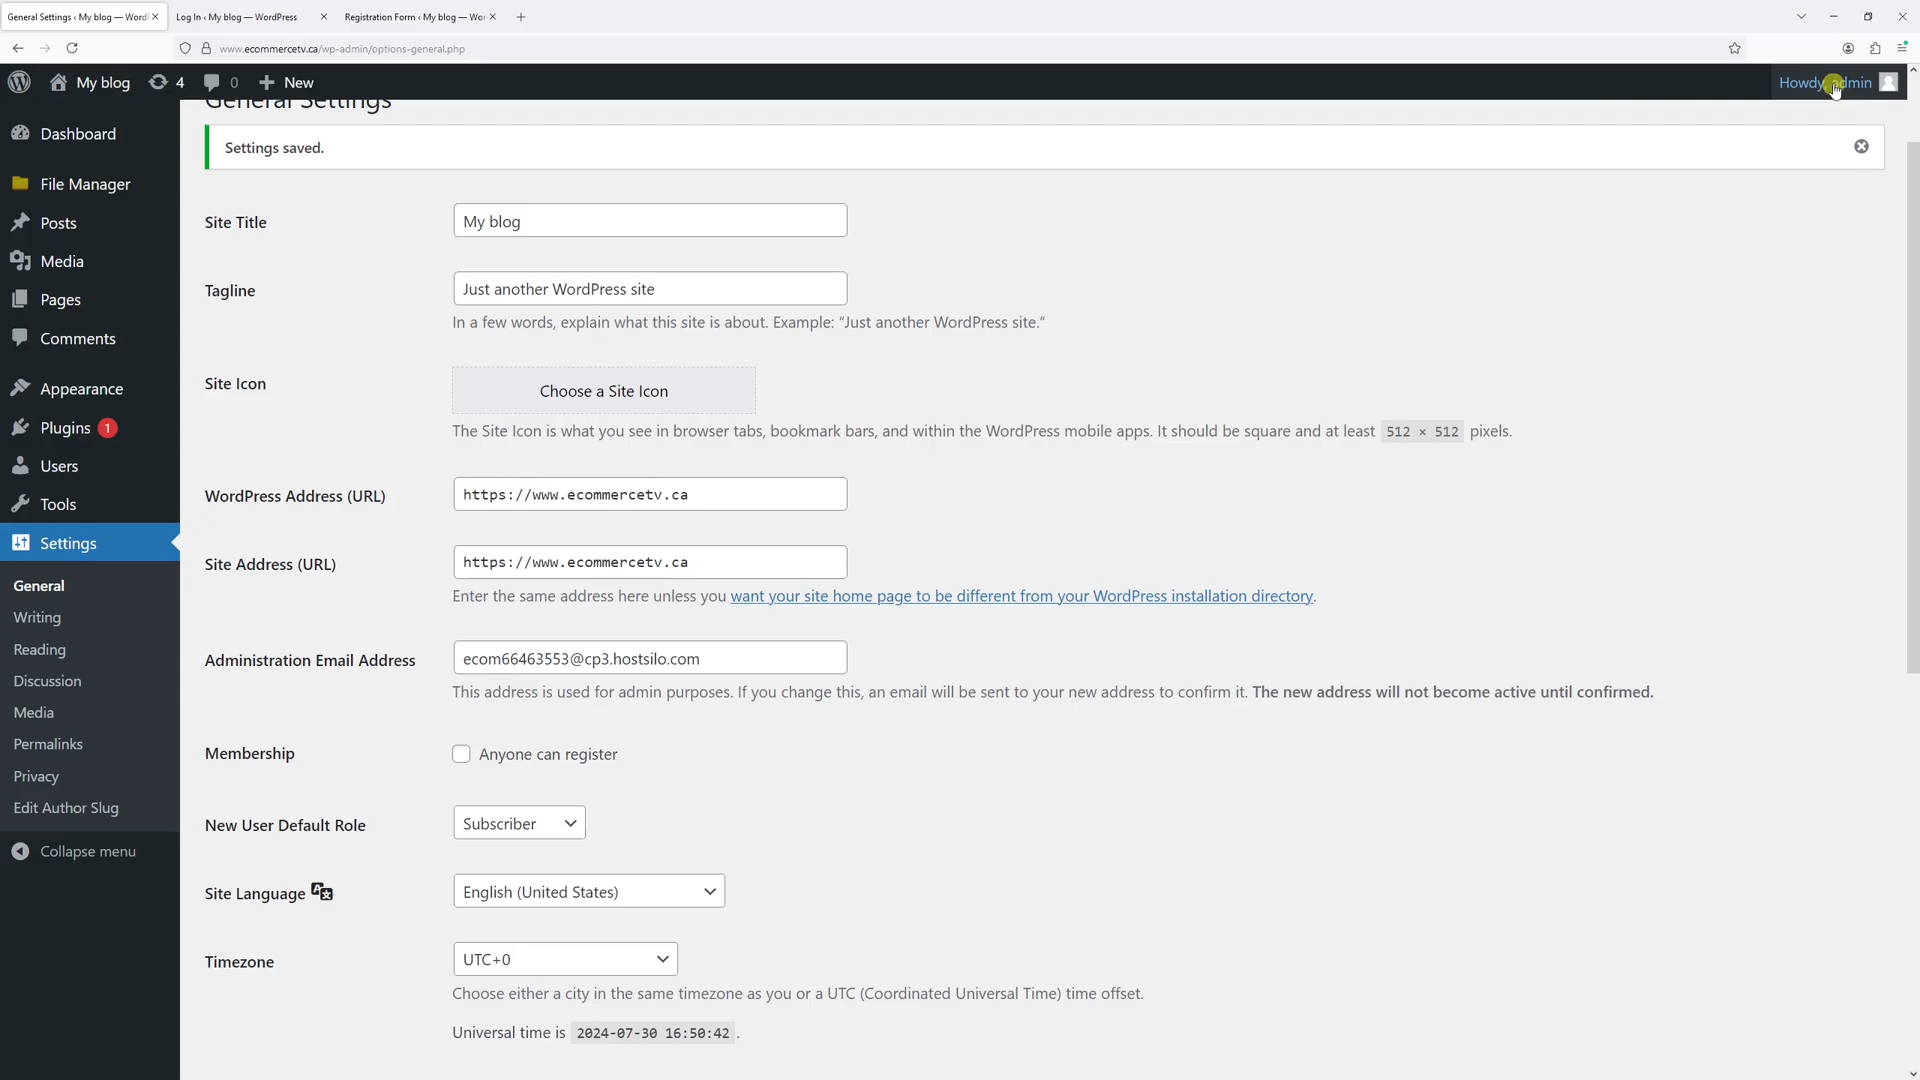 General Settings ‹ My blog — WordP
Log In ‹ My blog — WordPress
Registration Form ‹ My blog — Wor
www.ecommercetv.ca/wp-admin/options-general.php
My blog
4
0
New
Howdy, admin
General Settings
Settings saved.
Dashboard
File Manager
Posts
Media
Pages
Comments
Appearance
Plugins 1
Users
Tools
Settings
General
Writing
Reading
Discussion
Media
Permalinks
Privacy
Edit Author Slug
Collapse menu
Site Title
My blog
Tagline
Just another WordPress site
In a few words, explain what this site is about. Example: “Just another WordPress site.”
Site Icon
Choose a Site Icon
The Site Icon is what you see in browser tabs, bookmark bars, and within the WordPress mobile apps. It should be square and at least 512 × 512 pixels.
WordPress Address (URL)
https://www.ecommercetv.ca
Site Address (URL)
https://www.ecommercetv.ca
Enter the same address here unless you want your site home page to be different from your WordPress installation directory.
Administration Email Address
ecom66463553@cp3.hostsilo.com
This address is used for admin purposes. If you change this, an email will be sent to your new address to confirm it. The new address will not become active until confirmed.
Membership
Anyone can register
New User Default Role
Subscriber
Site Language
English (United States)
Timezone
UTC+0
Choose either a city in the same timezone as you or a UTC (Coordinated Universal Time) time offset.
Universal time is 2024-07-30 16:50:42 .